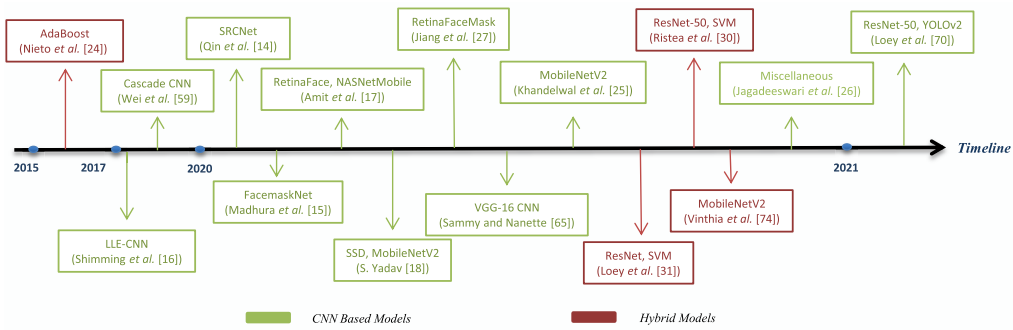 AdaBoost
(Nieto et al. [24])
SRCNet
(Qin et al. [14])
RetinaFaceMask
(Jiang et al. [27])
ResNet-50, SVM
(Ristea et al. [30])
ResNet-50, YOLOv2
(Loey et al. [70])
Cascade CNN
(Wei et al. [59])
RetinaFace, NASNetMobile
(Amit et al. [17])
MobileNetV2
(Khandelwal et al. [25])
Miscellaneous
(Jagadeeswari et al. [26])
Timeline
2015
2017
2020
2021
FacemaskNet
(Madhura et al. [15])
VGG-16 CNN
(Sammy and Nanette [65])
MobileNetV2
(Vinthia et al. [74])
LLE-CNN
(Shimming et al. [16])
SSD, MobileNetV2
(S. Yadav [18])
ResNet, SVM
(Loey et al. [31])
CNN Based Models
Hybrid Models